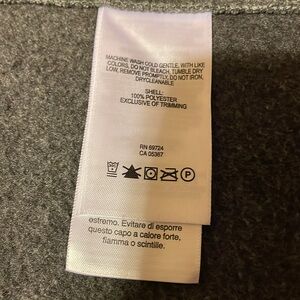 MACHINE WASH COLD GENTLE, WITH LIKE
COLORS, DO NOT BLEACH, TUMBLE DRY
LOW, REMOVE PROMPTLY, DO NOT IRON,
DRYCLEANABLE
SHELL:
100% POLYESTER
EXCLUSIVE OF TRIMMING
RN 69724
CA 05367
P
estremo. Evitare di esporre
questo capo a calore forte,
fiamma o scintille.